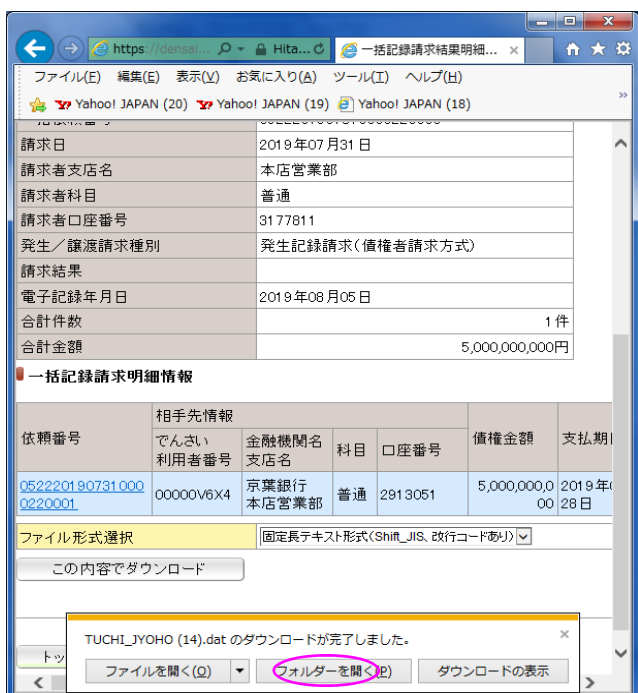 https://densai...
Hita...
一括記録請求結果明細...
ファイル(F) 編集(E) 表示(V) お気に入り(A) ツール(T) ヘルプ(H)
Yahoo! JAPAN (20) Yahoo! JAPAN (19) Yahoo! JAPAN (18)
請求日 2019年07月31日
請求者支店名 本店営業部
請求者科目 普通
請求者口座番号 3177811
発生/譲渡請求種別 発生記録請求(債権者請求方式)
請求結果
電子記録年月日 2019年08月05日
合計件数 1件
合計金額 5,000,000,000円
一括記録請求明細情報
依頼番号 相手先情報 債権金額 支払期
でんさい
利用者番号
金融機関名
支店名
科目 口座番号
052220190731000
0220001
00000V6X4
京葉銀行
本店営業部
普通 2913051
5,000,000,0
00
2019年
28日
ファイル形式選択 固定長テキスト形式(Shift_JIS、改行コードあり)
この内容でダウンロード
TUCHI_JYOHO (14).dat のダウンロードが完了しました。
トッ
ファイルを開く(O) フォルダーを開く(P) ダウンロードの表示